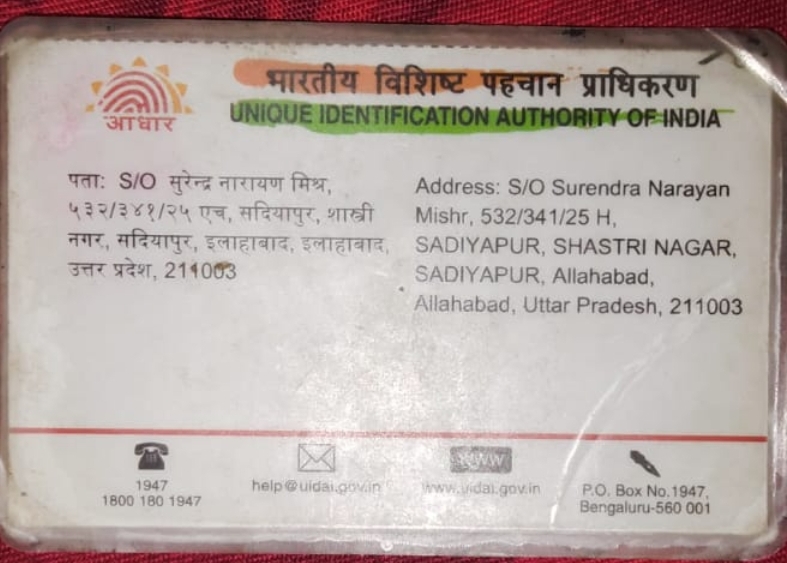 आधार
भारतीय विशिष्ट पहचान प्राधिकरण
UNIQUE IDENTIFICATION AUTHORITY OF INDIA
पता: S/O सुरेन्द्र नारायण मिश्र,
५३२/३४१/२५ एच, सदियापुर, शास्त्री
नगर, सदियापुर, इलाहाबाद, इलाहाबाद,
उत्तर प्रदेश, 211003
Address: S/O Surendra Narayan
Mishr, 532/341/25 H,
SADIYAPUR, SHASTRI NAGAR,
SADIYAPUR, Allahabad,
Allahabad, Uttar Pradesh, 211003
1947
1800 180 1947
help@uidai.gov.in
www
www.uidai.gov.in
P.O. Box No.1947,
Bengaluru-560 001